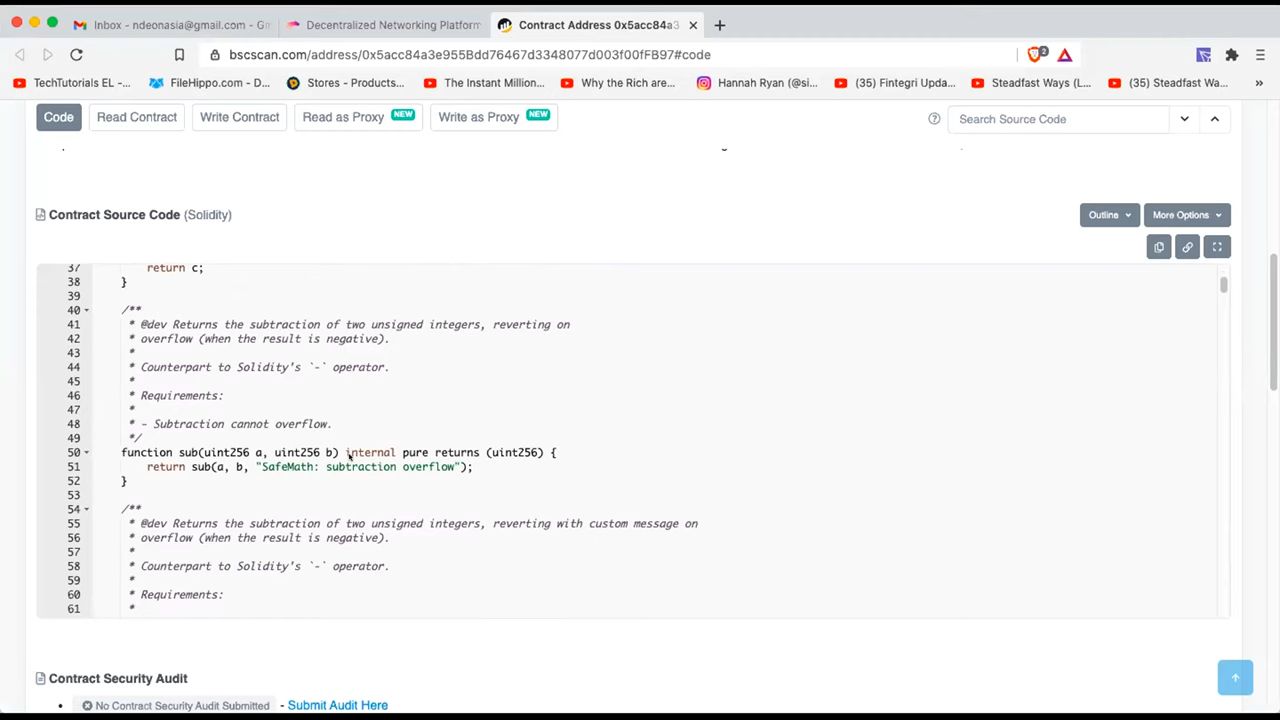 Inbox - ndeonasia@gmail.com - Gm
Decentralized Networking Platform
Contract Address 0x5acc84a3
bscscan.com/address/0x5acc84a3e955Bdd76467d3348077d003f00fFB97#code
2
TechTutorials EL -...
FileHippo.com - D...
Stores - Products...
The Instant Million...
Why the Rich are...
Hannah Ryan (@si...
(35) Fintegri Upda...
Steadfast Ways (L...
(35) Steadfast Wa...
»
Code
Read Contract
Write Contract
Read as Proxy NEW
Write as Proxy NEW
Search Source Code
Contract Source Code (Solidity)
Outline
More Options
37 return c;
38 }
39
40 /**
41 * @dev Returns the subtraction of two unsigned integers, reverting on
42 * overflow (when the result is negative).
43 *
44 * Counterpart to Solidity's `-` operator.
45 *
46 * Requirements:
47 *
48 * - Subtraction cannot overflow.
49 */
50 function sub(uint256 a, uint256 b) internal pure returns (uint256) {
51 return sub(a, b, "SafeMath: subtraction overflow");
52 }
53
54 /**
55 * @dev Returns the subtraction of two unsigned integers, reverting with custom message on
56 * overflow (when the result is negative).
57 *
58 * Counterpart to Solidity's `-` operator.
59 *
60 * Requirements:
61 *
Contract Security Audit
No Contract Security Audit Submitted - Submit Audit Here